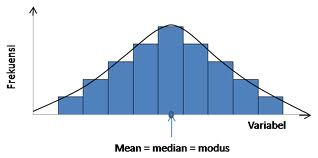 Frekuensi
Variabel
Mean = median = modus